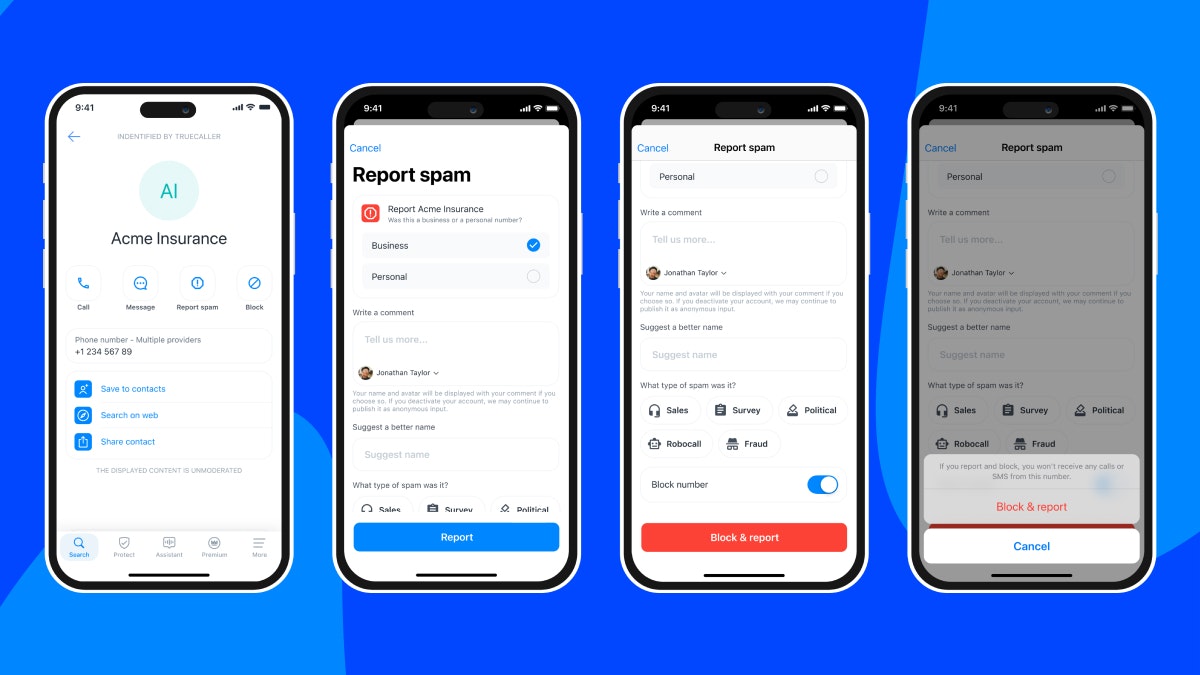 9:41
INDENTIFIED BY TRUECALLER
AI
Acme Insurance
Call
Message
Report spam
Block
Phone number - Multiple providers
+1 234 567 89
Save to contacts
Search on web
Share contact
THE DISPLAYED CONTENT IS UNMODERATED
Search
Protect
Assistant
Premium
More
9:41
Cancel
Report spam
Report Acme Insurance
Was this a business or a personal number?
Business
Personal
Write a comment
Tell us more...
Jonathan Taylor
Your name and avatar will be displayed with your comment if you
choose so. If you deactivate your account, we may continue to
publish it as anonymous input.
Suggest a better name
Suggest name
What type of spam was it?
Sales
Survey
Political
Report
9:41
Cancel
Report spam
Personal
Write a comment
Tell us more...
Jonathan Taylor
Your name and avatar will be displayed with your comment if you
choose so. If you deactivate your account, we may continue to
publish it as anonymous input.
Suggest a better name
Suggest name
What type of spam was it?
Sales
Survey
Political
Robocall
Fraud
Block number
Block & report
9:41
Cancel
Report spam
Personal
Write a comment
Tell us more...
Jonathan Taylor
Your name and avatar will be displayed with your comment if you
choose so. If you deactivate your account, we may continue to
publish it as anonymous input.
Suggest a better name
Suggest name
What type of spam was it?
Sales
Survey
Political
Robocall
Fraud
If you report and block, you won't receive any calls or
SMS from this number.
Block & report
Cancel